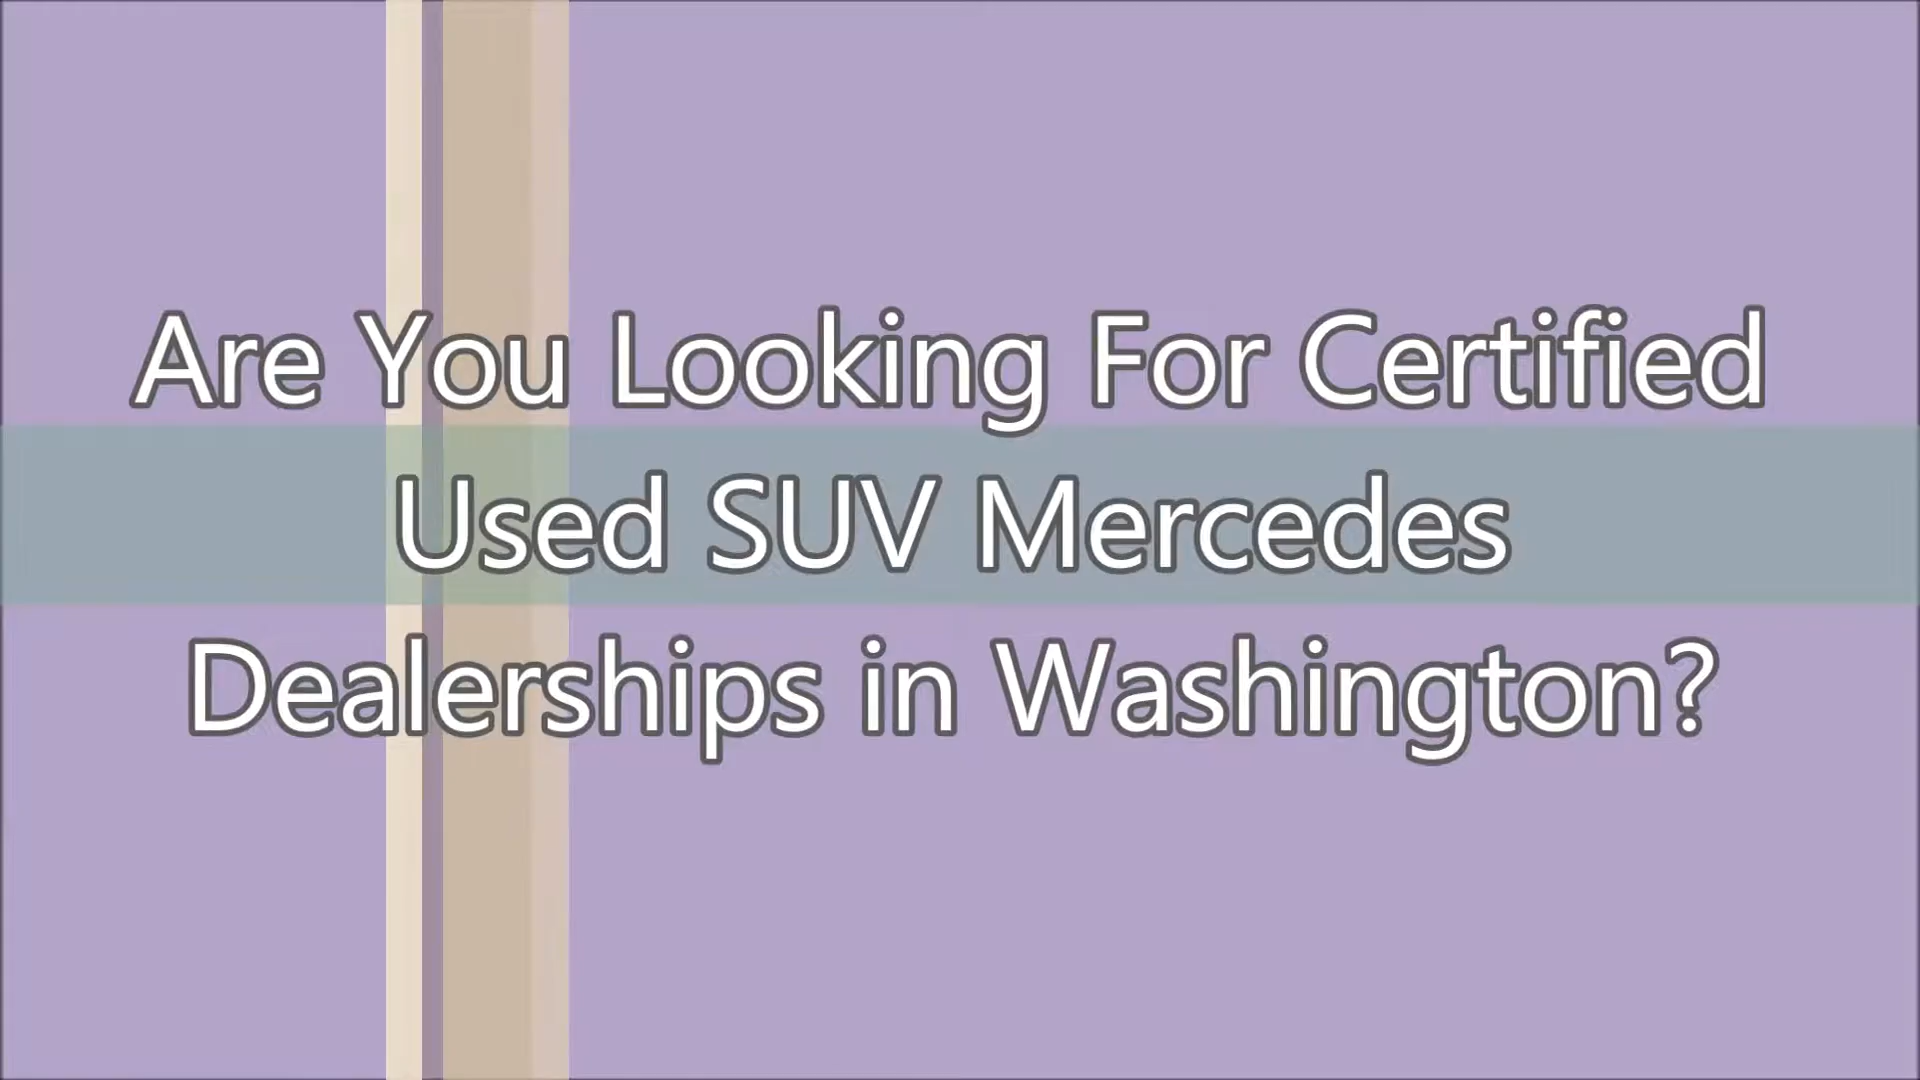 Are You Looking For Certified
Used SUV Mercedes
Dealerships in Washington?